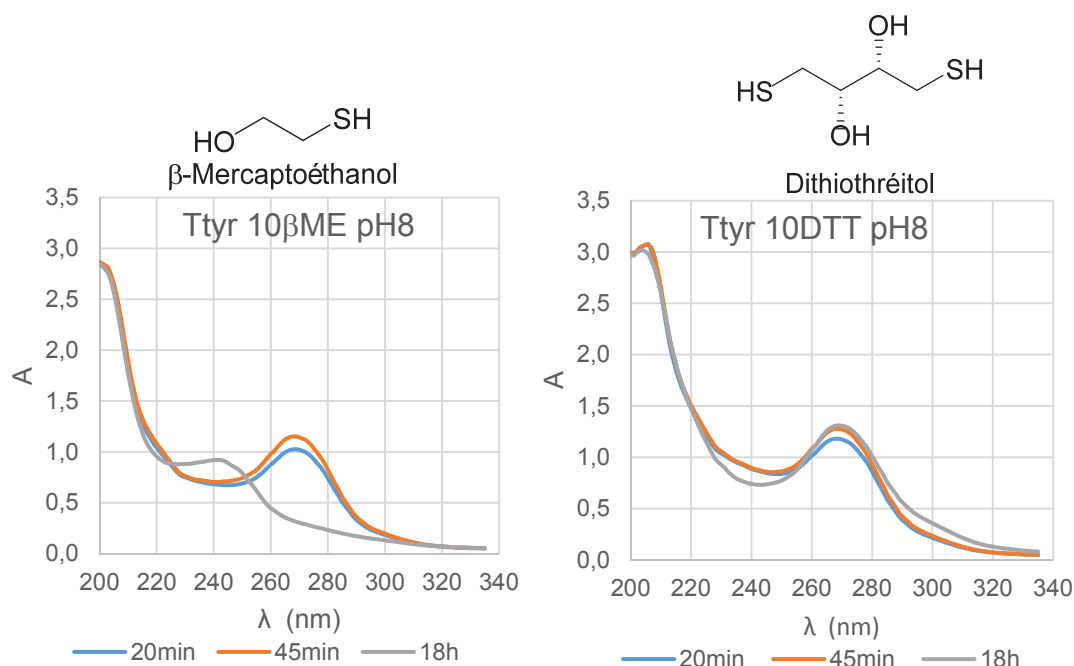 HO
SH
β-Mercaptoéthanol
3,5
3,0
2,5
2,0
1,5
1,0
0,5
0,0
A
Ttyr 10βME pH8
200 220 240 260 280 300 320 340
λ (nm)
20min 45min 18h
OH
HS
SH
OH
Dithiothréitol
3,5
3,0
2,5
2,0
1,5
1,0
0,5
0,0
A
Ttyr 10DTT pH8
200 220 240 260 280 300 320 340
λ (nm)
20min 45min 18h